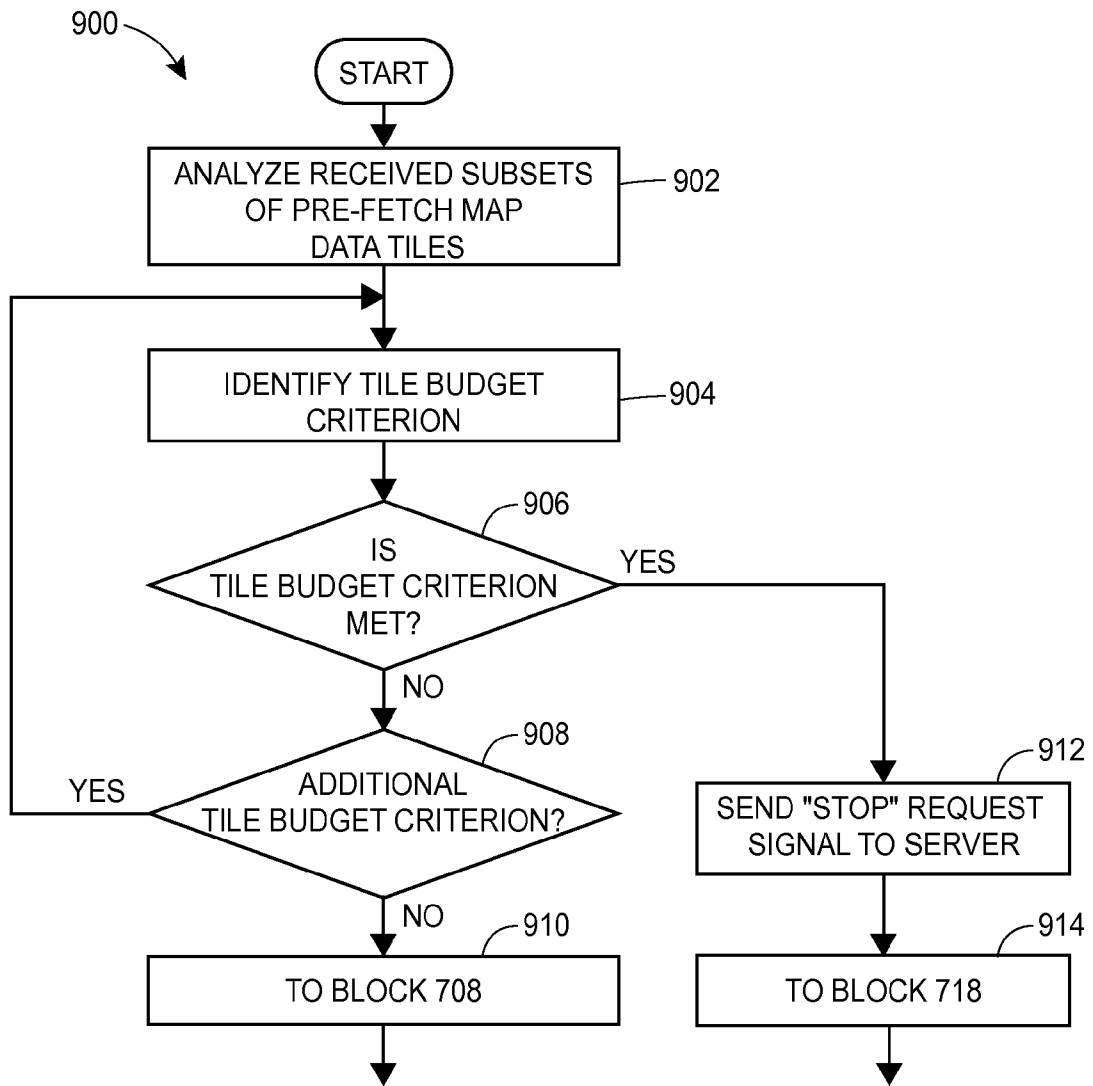 900
START
ANALYZE RECEIVED SUBSETS
OF PRE-FETCH MAP
DATA TILES
902
IDENTIFY TILE BUDGET
CRITERION
904
906
IS
TILE BUDGET CRITERION
MET?
YES
NO
908
ADDITIONAL
TILE BUDGET CRITERION?
YES
NO
912
SEND "STOP" REQUEST
SIGNAL TO SERVER
910
TO BLOCK 708
914
TO BLOCK 718